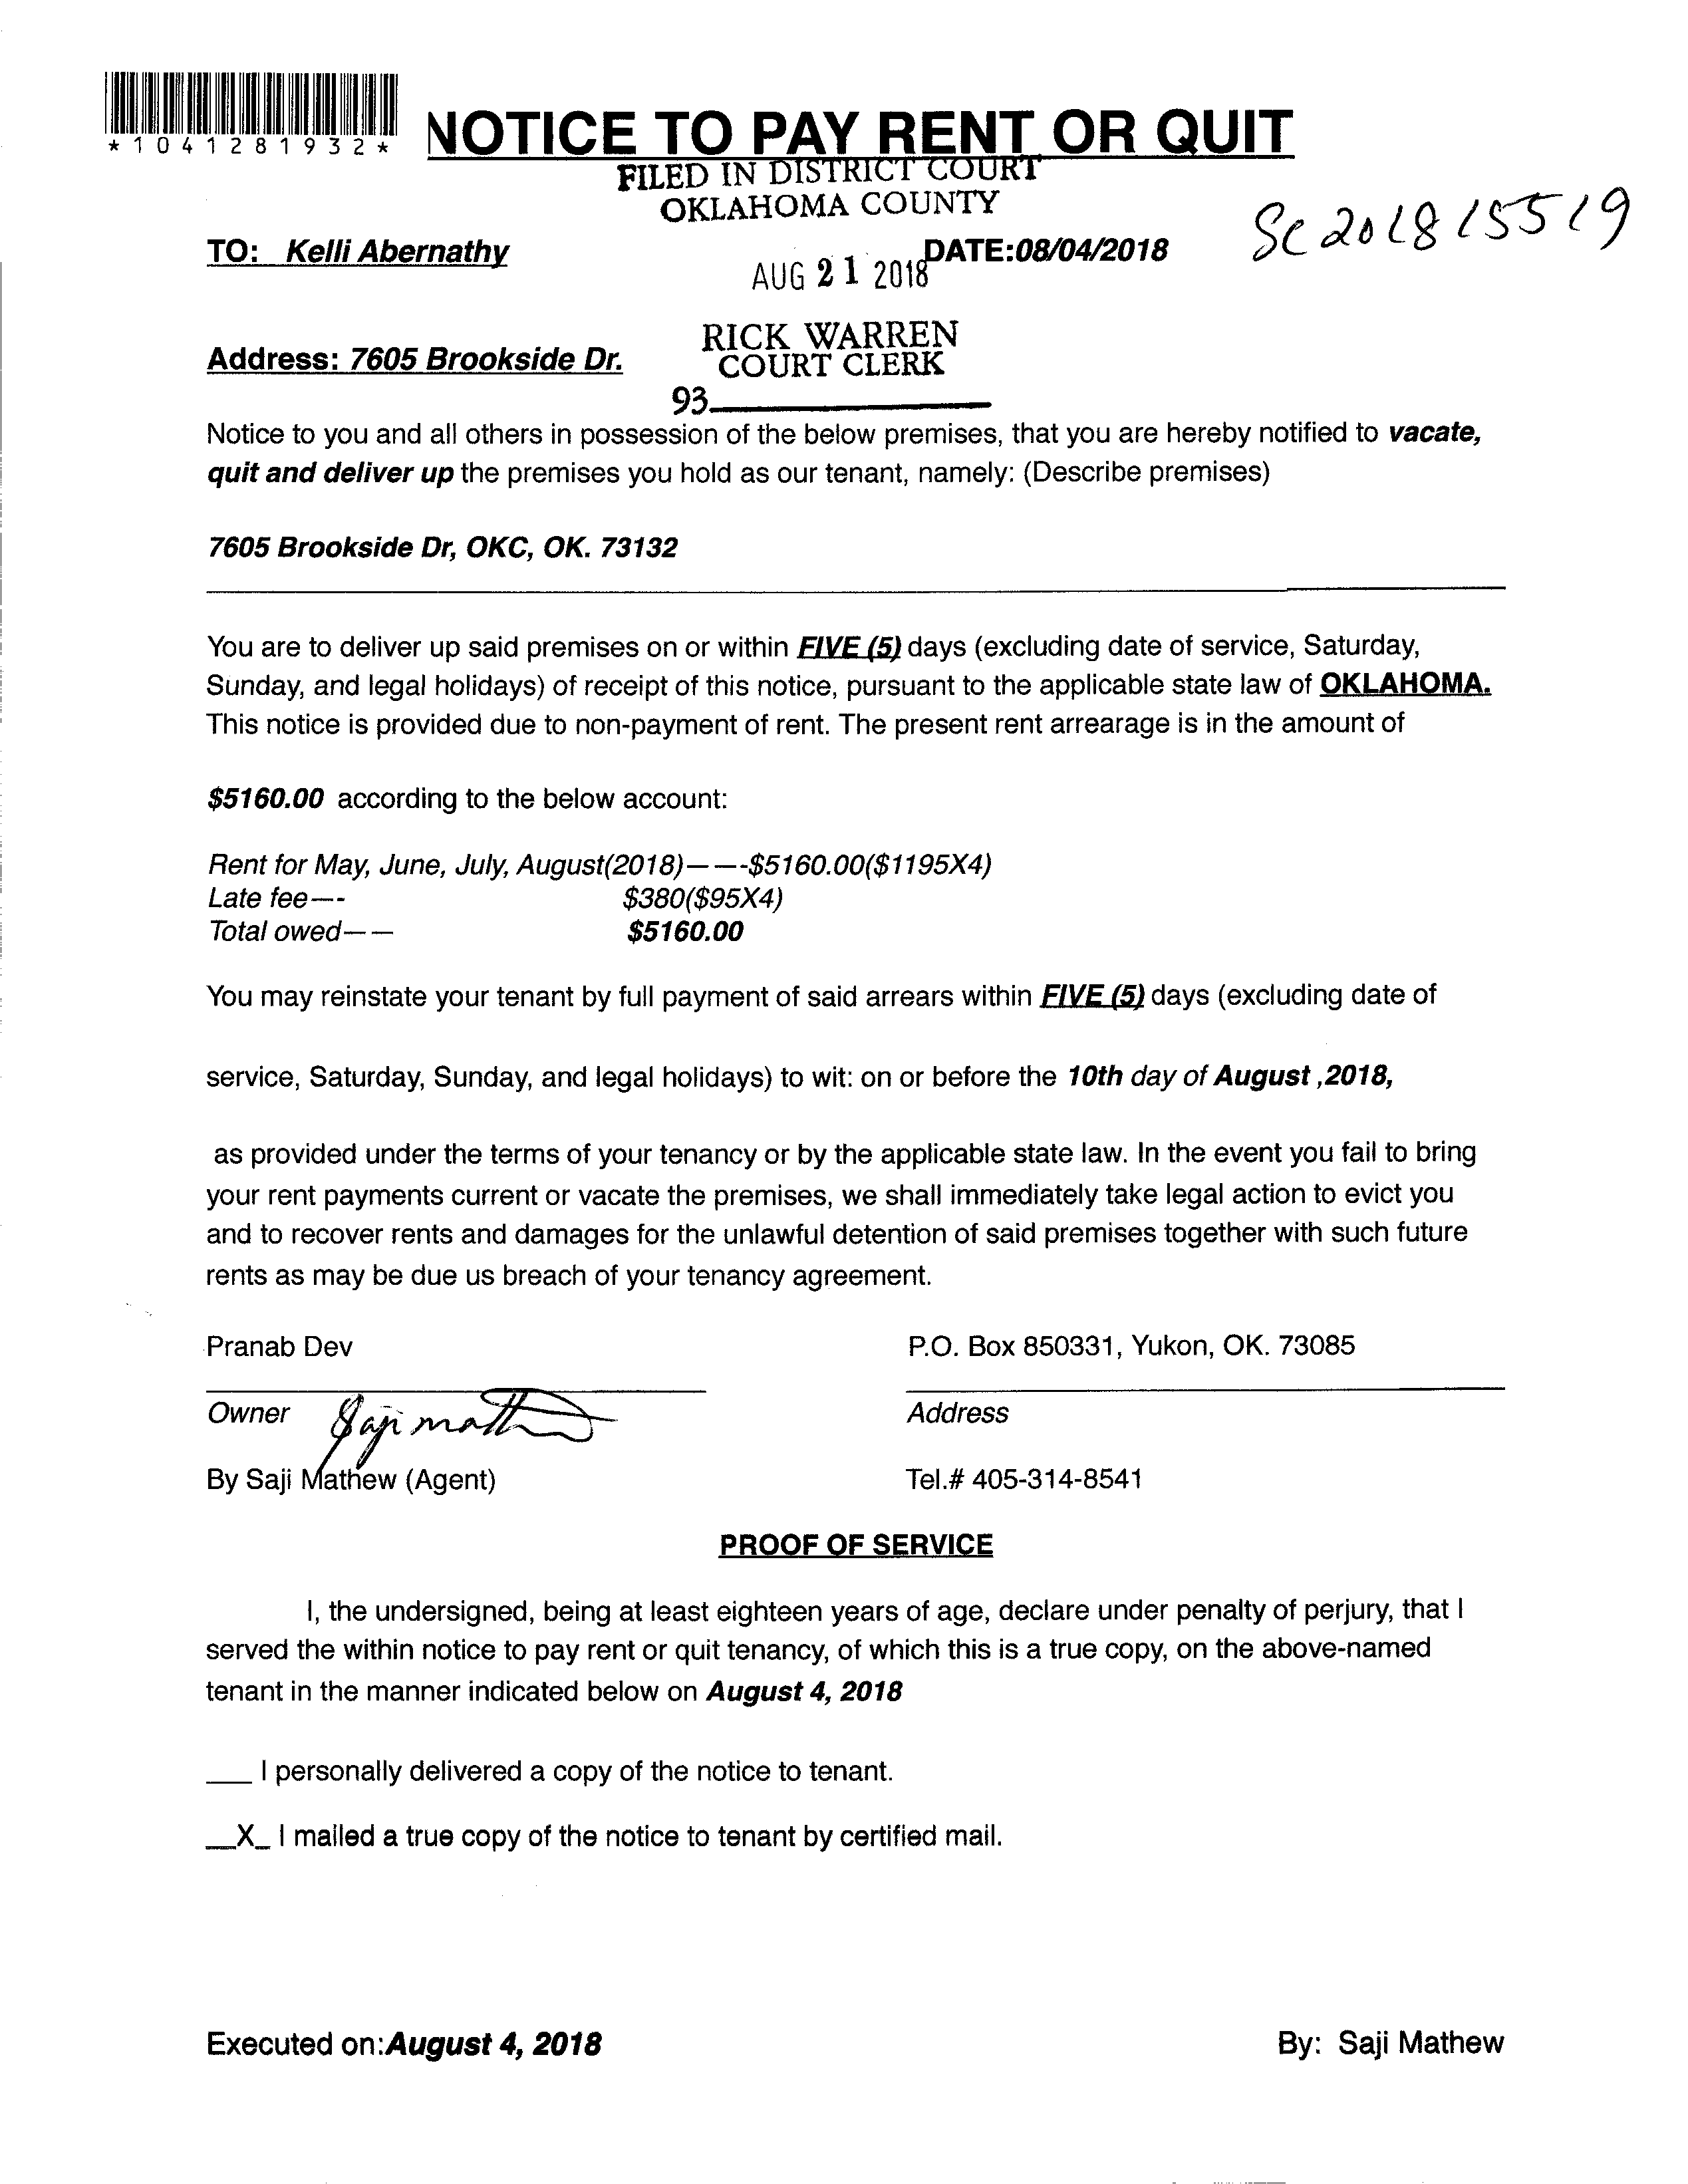 *1041281932*
NOTICE TO PAY RENT OR QUIT
FILED IN DISTRICT COURT
OKLAHOMA COUNTY
SC 2018 15519
TO: Kelli Abernathy
DATE:08/04/2018
AUG 21 2018
RICK WARREN
COURT CLERK
Address: 7605 Brookside Dr.
93
Notice to you and all others in possession of the below premises, that you are hereby notified to vacate,
quit and deliver up the premises you hold as our tenant, namely: (Describe premises)
7605 Brookside Dr, OKC, OK. 73132
You are to deliver up said premises on or within FIVE (5) days (excluding date of service, Saturday,
Sunday, and legal holidays) of receipt of this notice, pursuant to the applicable state law of OKLAHOMA.
This notice is provided due to non-payment of rent. The present rent arrearage is in the amount of
$5160.00 according to the below account:
Rent for May, June, July, August(2018)— —-$5160.00($1195X4)
Late fee—- $380($95X4)
Total owed— — $5160.00
You may reinstate your tenant by full payment of said arrears within FIVE (5) days (excluding date of
service, Saturday, Sunday, and legal holidays) to wit: on or before the 10th day of August ,2018,
as provided under the terms of your tenancy or by the applicable state law. In the event you fail to bring
your rent payments current or vacate the premises, we shall immediately take legal action to evict you
and to recover rents and damages for the unlawful detention of said premises together with such future
rents as may be due us breach of your tenancy agreement.
Pranab Dev P.O. Box 850331, Yukon, OK. 73085
Owner Saji Mathew Address
By Saji Mathew (Agent) Tel.# 405-314-8541
PROOF OF SERVICE
I, the undersigned, being at least eighteen years of age, declare under penalty of perjury, that I
served the within notice to pay rent or quit tenancy, of which this is a true copy, on the above-named
tenant in the manner indicated below on August 4, 2018
___ I personally delivered a copy of the notice to tenant.
__X_ I mailed a true copy of the notice to tenant by certified mail.
Executed on:August 4, 2018 By: Saji Mathew